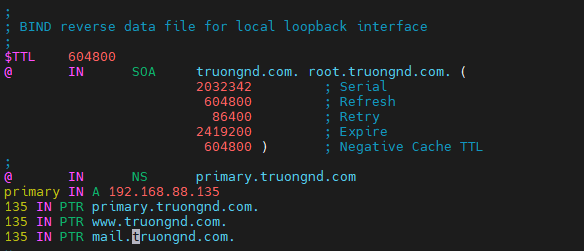 ;
; BIND reverse data file for local loopback interface
;
$TTL    604800
@       IN      SOA     truongnd.com. root.truongnd.com. (
                        2032342         ; Serial
                         604800         ; Refresh
                          86400         ; Retry
                        2419200         ; Expire
                         604800 )       ; Negative Cache TTL
;
@       IN      NS      primary.truongnd.com
primary IN A 192.168.88.135
135 IN PTR primary.truongnd.com.
135 IN PTR www.truongnd.com.
135 IN PTR mail.truongnd.com.